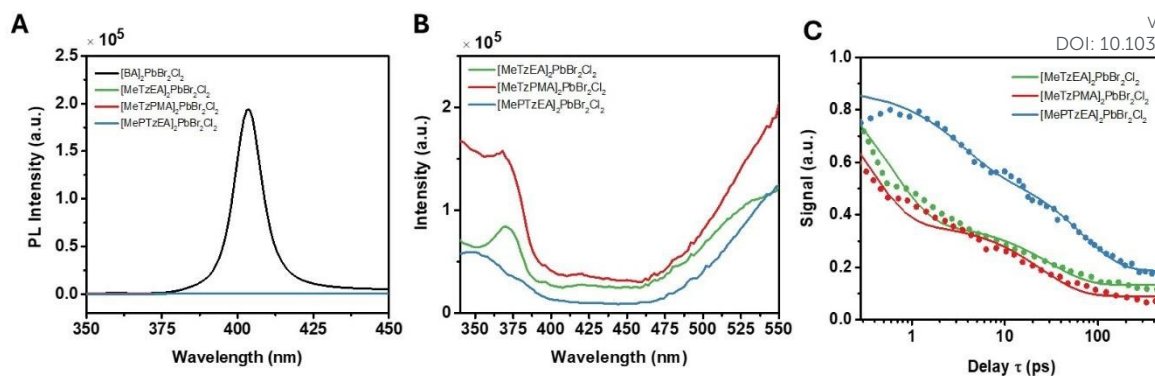 A
× 10⁵
2.5
2.0
1.5
1.0
0.5
0.0
PL Intensity (a.u.)
[BA]₂PbBr₂Cl₂
[MeTzEA]₂PbBr₂Cl₂
[MeTzPMA]₂PbBr₂Cl₂
[MePTzEA]₂PbBr₂Cl₂
350 375 400 425 450
Wavelength (nm)
B
× 10⁵
2
1
0
Intensity (a.u.)
[MeTzEA]₂PbBr₂Cl₂
[MeTzPMA]₂PbBr₂Cl₂
[MePTzEA]₂PbBr₂Cl₂
350 375 400 425 450 475 500 525 550
Wavelength (nm)
C
DOI: 10.103
1.0
0.8
0.6
0.4
0.2
0.0
Signal (a.u.)
[MeTzEA]₂PbBr₂Cl₂
[MeTzPMA]₂PbBr₂Cl₂
[MePTzEA]₂PbBr₂Cl₂
1 10 100
Delay τ (ps)